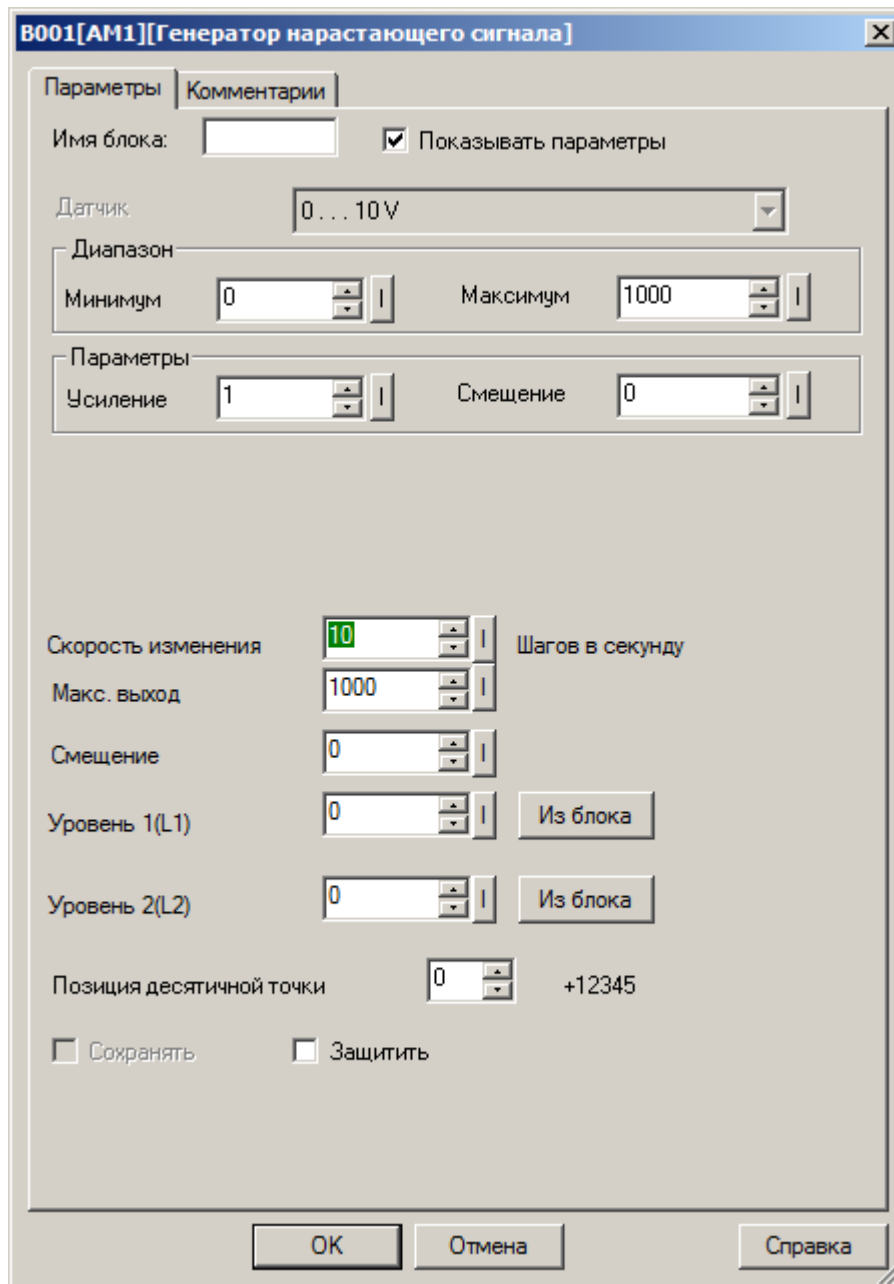 B001[AM1][Генератор нарастающего сигнала]
Параметры Комментарии
Имя блока: Показывать параметры
Датчик 0 . . . 10 V
Диапазон
Минимум 0 I Максимум 1000 I
Параметры
Усиление 1 I Смещение 0 I
Скорость изменения 10 I Шагов в секунду
Макс. выход 1000 I
Смещение 0 I
Уровень 1(L1) 0 I Из блока
Уровень 2(L2) 0 I Из блока
Позиция десятичной точки 0 +12345
Сохранять Защитить
OK Отмена Справка